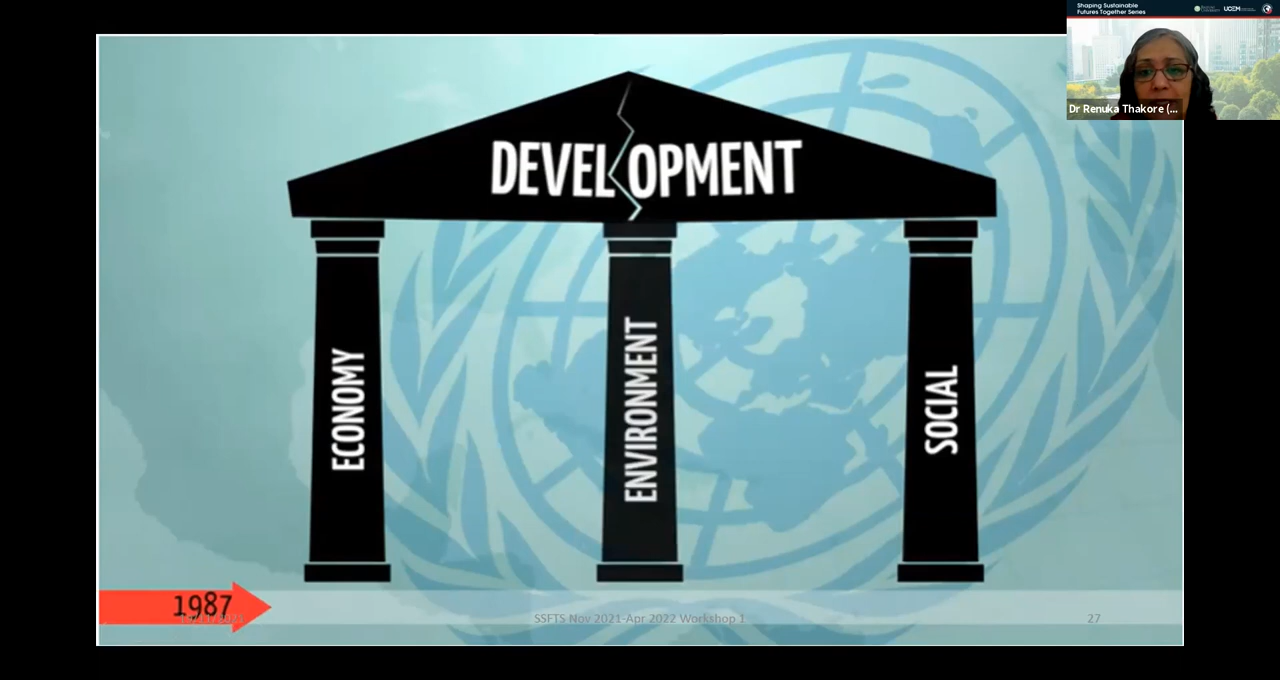 Shaping Sustainable
Futures Together Series
UCEM
Dr Renuka Thakore (...
DEVELOPMENT
ECONOMY
ENVIRONMENT
SOCIAL
1987
SSFTS Nov 2021-Apr 2022 Workshop 1
27